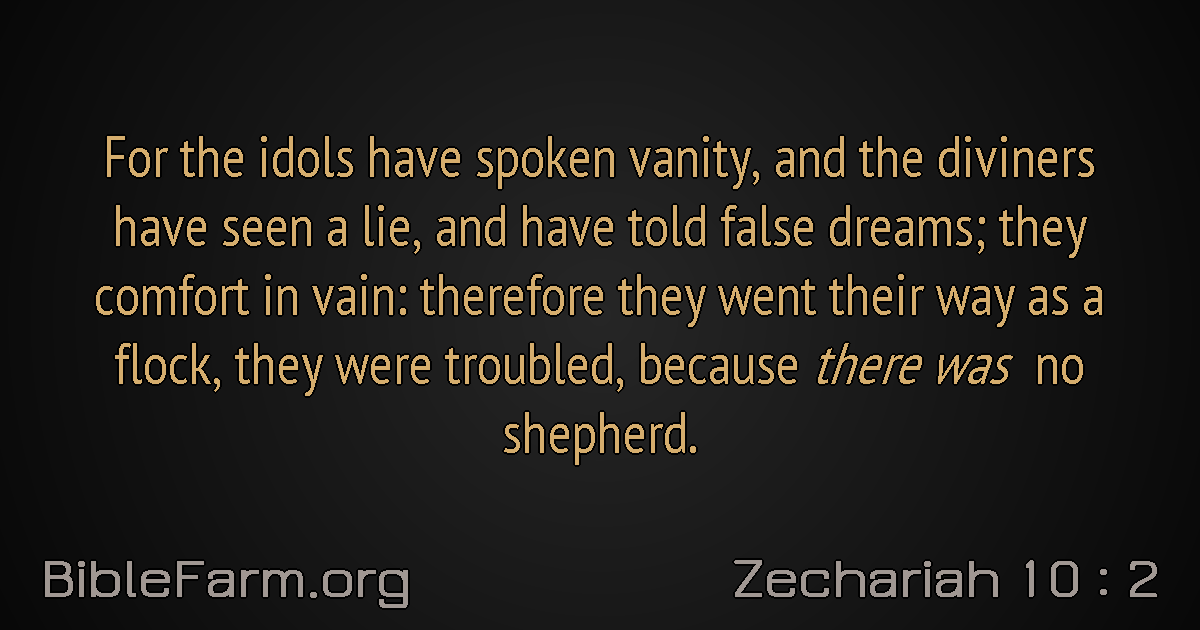 For the idols have spoken vanity, and the diviners
have seen a lie, and have told false dreams; they
comfort in vain: therefore they went their way as a
flock, they were troubled, because there was no
shepherd.
BibleFarm.org
Zechariah 10 : 2